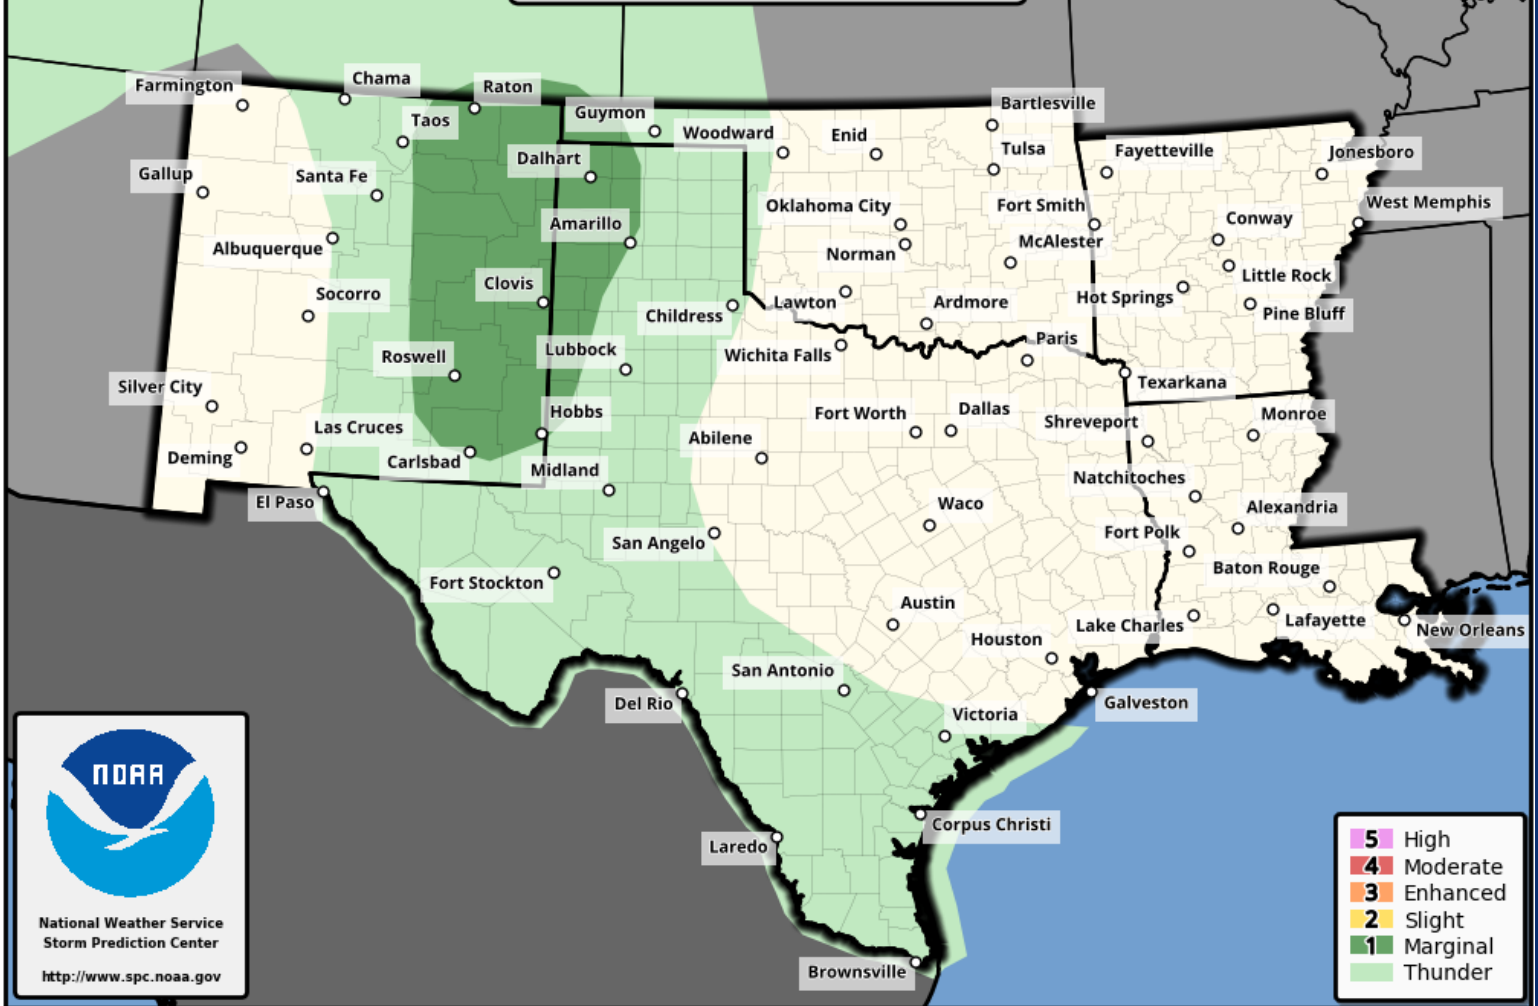 Farmington
Chama
Raton
Guymon
Taos
Woodward
Enid
Bartlesville
Dalhart
Tulsa
Fayetteville
Jonesboro
Gallup
Santa Fe
Oklahoma City
Fort Smith
West Memphis
Amarillo
Conway
Albuquerque
Norman
McAlester
Little Rock
Socorro
Clovis
Childress
Lawton
Ardmore
Hot Springs
Pine Bluff
Roswell
Lubbock
Wichita Falls
Paris
Texarkana
Silver City
Hobbs
Fort Worth
Dallas
Shreveport
Monroe
Las Cruces
Abilene
Deming
Carlsbad
Midland
Natchitoches
El Paso
Waco
Alexandria
San Angelo
Fort Polk
Fort Stockton
Baton Rouge
Austin
Houston
Lake Charles
Lafayette
New Orleans
San Antonio
Del Rio
Victoria
Galveston
Corpus Christi
Laredo
Brownsville
NOAA
National Weather Service
Storm Prediction Center
http://www.spc.noaa.gov
5 High
4 Moderate
3 Enhanced
2 Slight
1 Marginal
Thunder